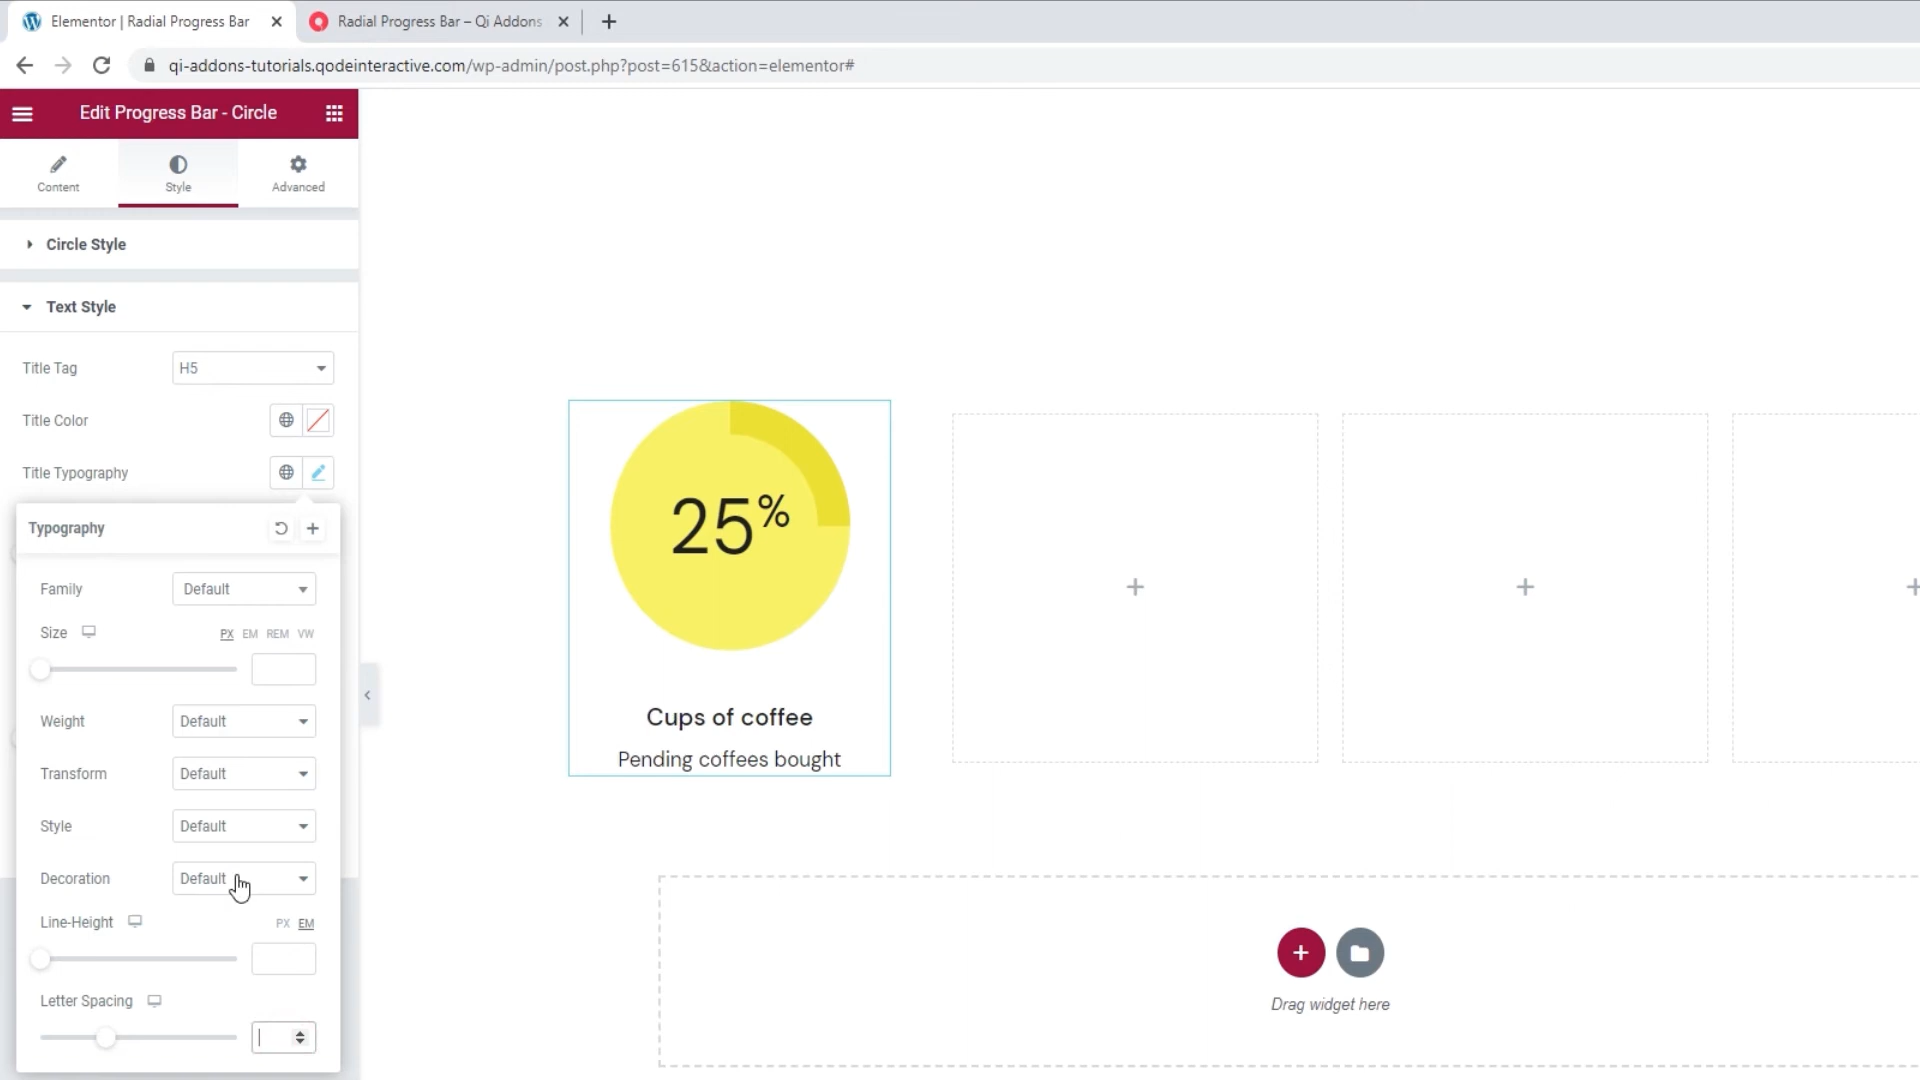 Elementor | Radial Progress Bar
Radial Progress Bar – Qi Addons
qi-addons-tutorials.qodeinteractive.com/wp-admin/post.php?post=615&action=elementor#
Edit Progress Bar - Circle
Content
Style
Advanced
Circle Style
Text Style
Title Tag
H5
Title Color
Title Typography
Typography
Family
Default
Size
PX EM REM VW
Weight
Default
Transform
Default
Style
Default
Decoration
Default
Line-Height
PX EM
Letter Spacing
25%
Cups of coffee
Pending coffees bought
Drag widget here